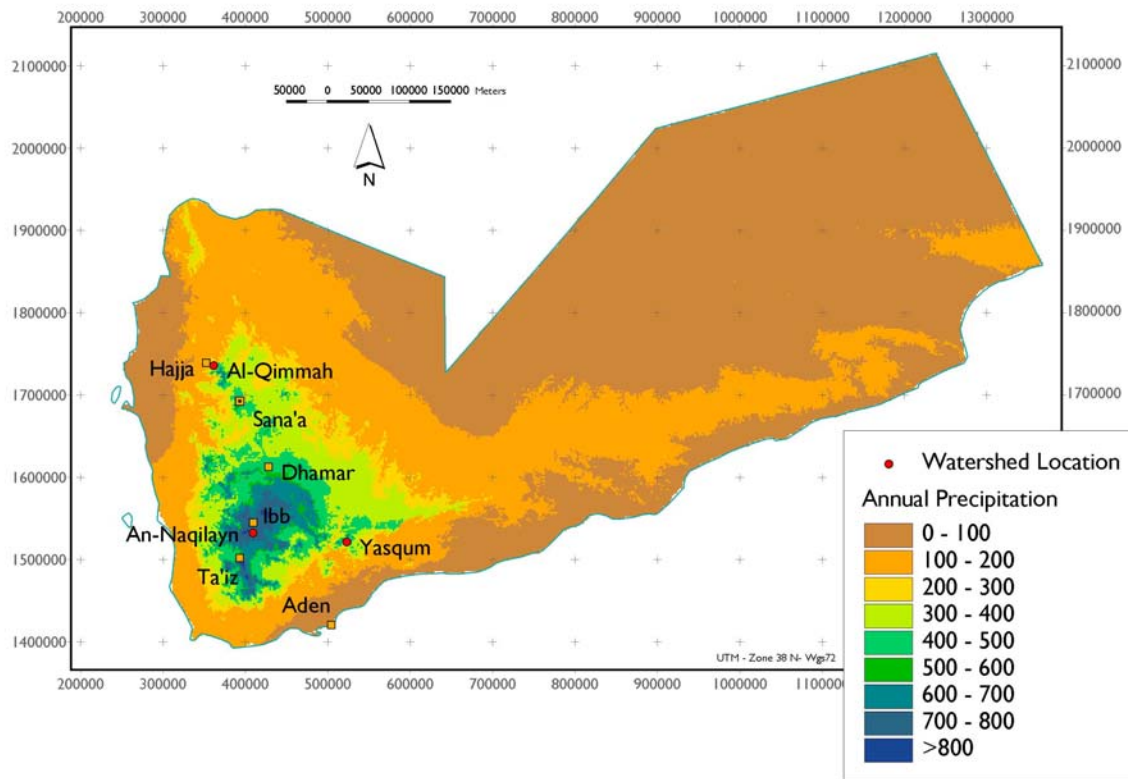 200000 300000 400000 500000 600000 700000 800000 900000 1000000 1100000 1200000 1300000
2100000 2100000
50000 0 50000 100000 150000 Meters
2000000 2000000
N
1900000 1900000
1800000 1800000
Hajja Al-Qimmah
1700000 1700000
Sana'a
Dhamar
1600000
Ibb
An-Naqilayn
Yasqum
1500000
Ta'iz
Aden
1400000
UTM - Zone 38 N- Wgs72
200000 300000 400000 500000 600000 700000 800000 900000 1000000
Watershed Location
Annual Precipitation
0 - 100
100 - 200
200 - 300
300 - 400
400 - 500
500 - 600
600 - 700
700 - 800
>800